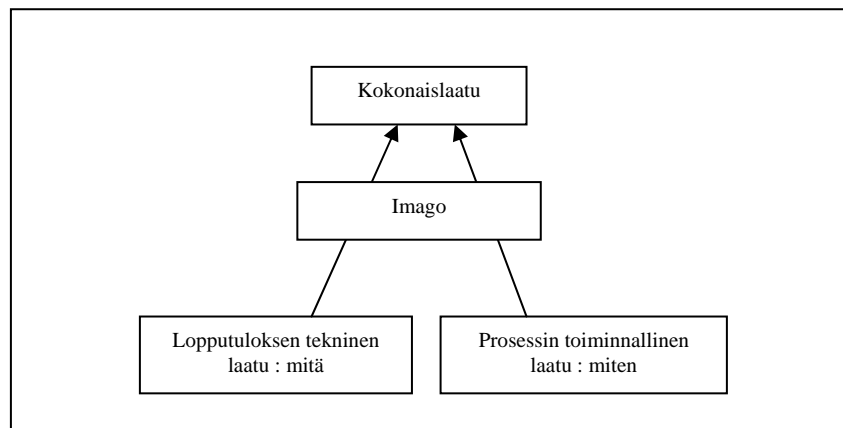 Kokonaislaatu
Imago
Lopputuloksen tekninen
laatu : mitä
Prosessin toiminnallinen
laatu : miten